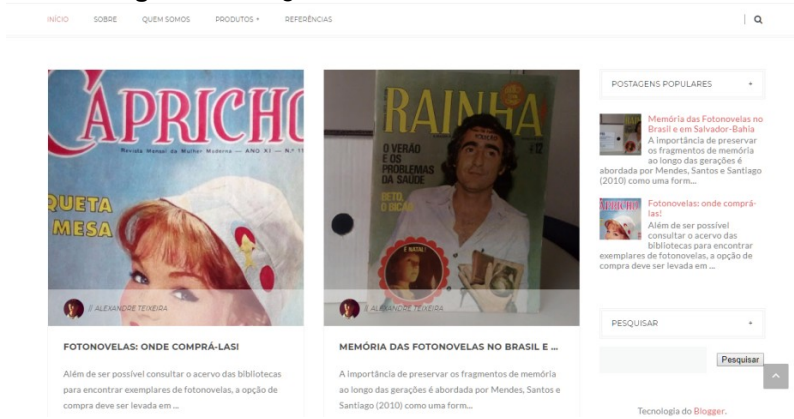 INÍCIO SOBRE QUEM SOMOS PRODUTOS REFERÊNCIAS
CAPRICHO
Revista Mensal da Mulher Moderna — ANO XI — N.º 11
QUETA
MESA
// ALEXANDRE TEIXEIRA
FOTONOVELAS: ONDE COMPRÁ-LAS!
Além de ser possível consultar o acervo das bibliotecas
para encontrar exemplares de fotonovelas, a opção de
compra deve ser levada em ...
RAINHA
O VERÃO
E OS
PROBLEMAS
DA SAÚDE
BETO,
O BICÃO
É NATAL!
// ALEXANDRE TEIXEIRA
MEMÓRIA DAS FOTONOVELAS NO BRASIL E ...
A importância de preservar os fragmentos de memória
ao longo das gerações é abordada por Mendes, Santos e
Santiago (2010) como uma form...
POSTAGENS POPULARES
Memória das Fotonovelas no
Brasil e em Salvador-Bahia
A importância de preservar
os fragmentos de memória
ao longo das gerações é
abordada por Mendes, Santos e Santiago
(2010) como uma form...
Fotonovelas: onde comprá-
las!
Além de ser possível
consultar o acervo das
bibliotecas para encontrar
exemplares de fotonovelas, a opção de
compra deve ser levada em ...
PESQUISAR
Pesquisar
Tecnologia do Blogger.